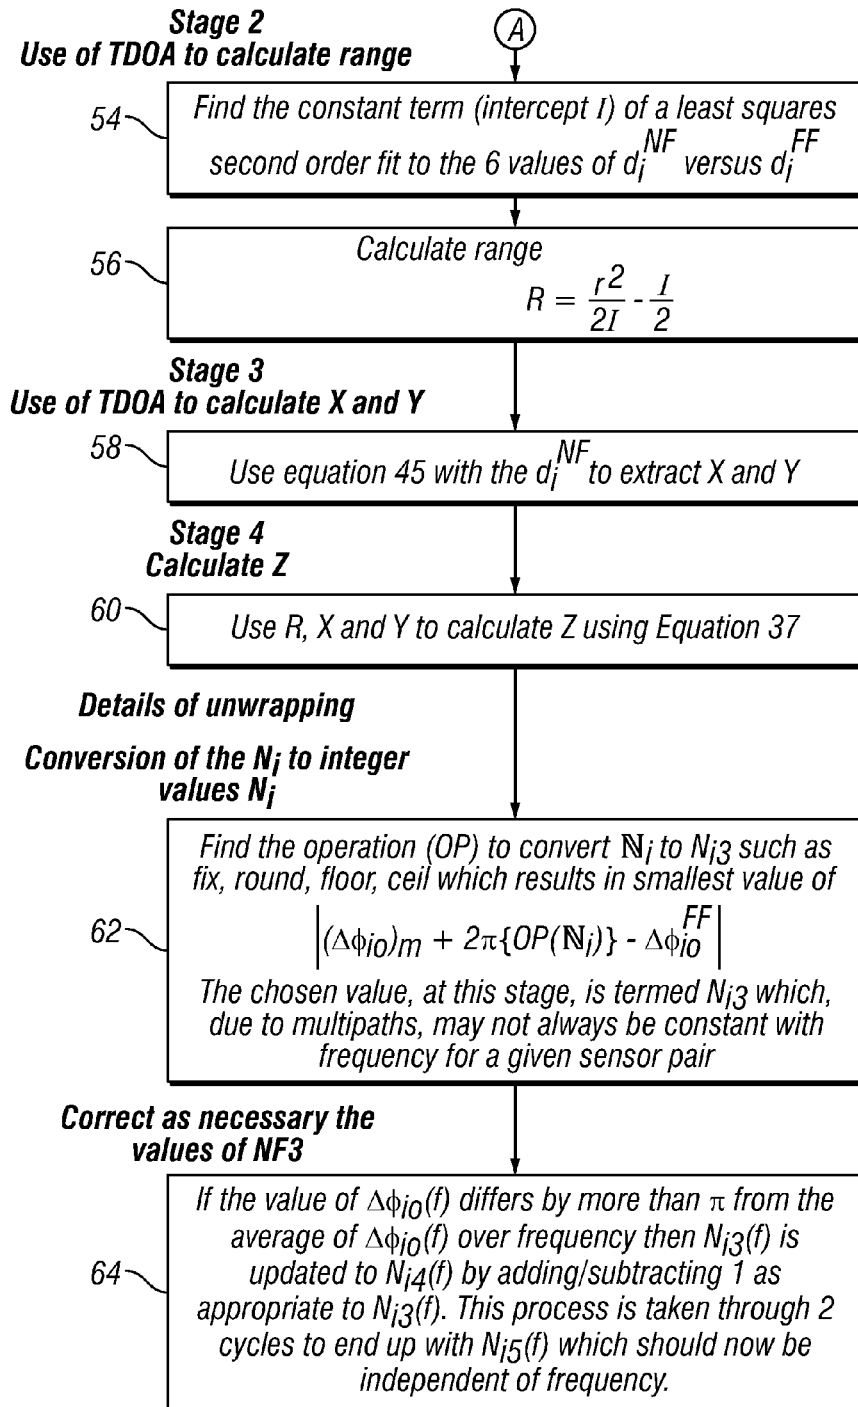 Stage 2
Use of TDOA to calculate range
A
54
Find the constant term (intercept I) of a least squares
second order fit to the 6 values of d_i^NF versus d_i^FF
56
Calculate range
R = r^2/2I - I/2
Stage 3
Use of TDOA to calculate X and Y
58
Use equation 45 with the d_i^NF to extract X and Y
Stage 4
Calculate Z
60
Use R, X and Y to calculate Z using Equation 37
Details of unwrapping
Conversion of the N_i to integer
values N_i
62
Find the operation (OP) to convert ℕ_i to N_i3 such as
fix, round, floor, ceil which results in smallest value of
|(Δϕ_io)_m + 2π{OP(ℕ_i)} - Δϕ_io^FF|
The chosen value, at this stage, is termed N_i3 which,
due to multipaths, may not always be constant with
frequency for a given sensor pair
Correct as necessary the
values of NF3
64
If the value of Δϕ_io(f) differs by more than π from the
average of Δϕ_io(f) over frequency then N_i3(f) is
updated to N_i4(f) by adding/subtracting 1 as
appropriate to N_i3(f). This process is taken through 2
cycles to end up with N_i5(f) which should now be
independent of frequency.